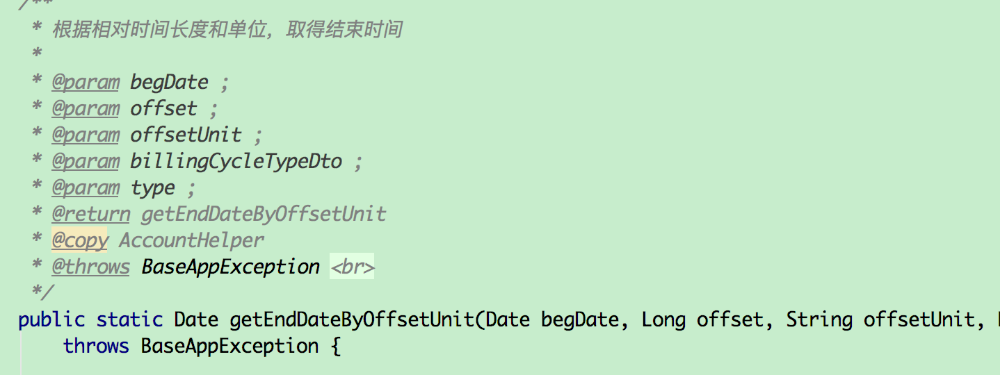 /**
* 根据相对时间长度和单位，取得结束时间
*
* @param begDate ;
* @param offset ;
* @param offsetUnit ;
* @param billingCycleTypeDto ;
* @param type ;
* @return getEndDateByOffsetUnit
* @copy AccountHelper
* @throws BaseAppException <br>
*/
public static Date getEndDateByOffsetUnit(Date begDate, Long offset, String offsetUnit,
throws BaseAppException {